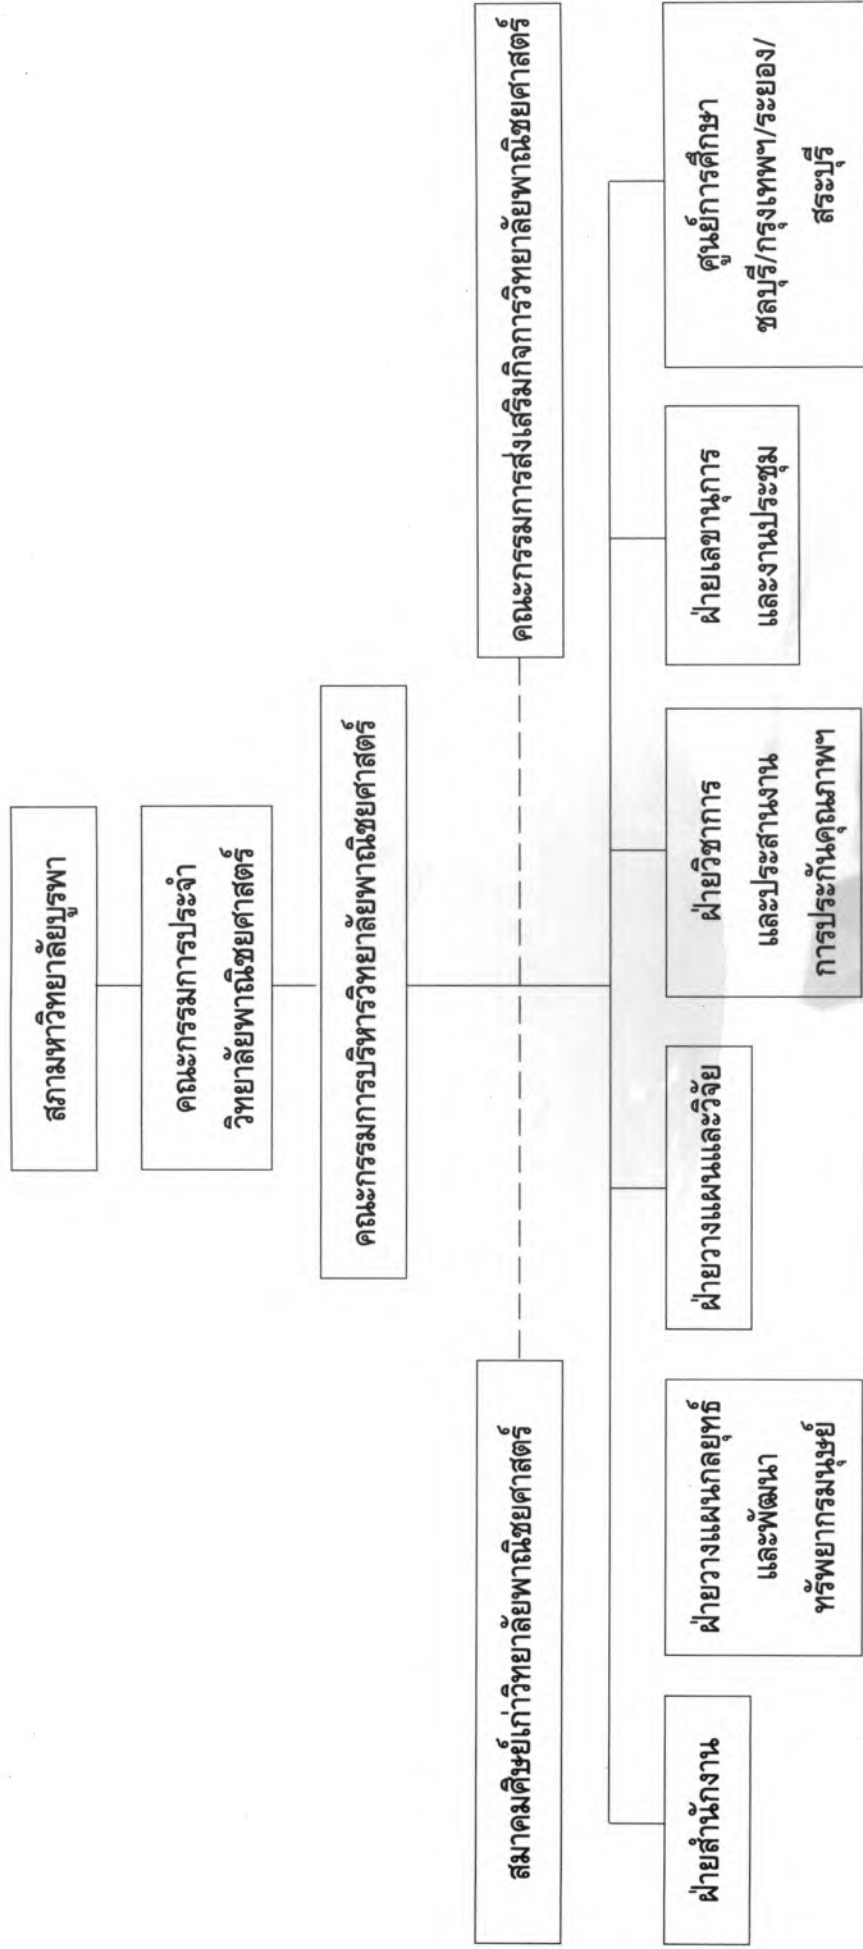 สภามหาวิทยาลัยบูรพา
คณะกรรมการประจำ
วิทยาลัยพาณิชยศาสตร์
คณะกรรมการบริหารวิทยาลัยพาณิชยศาสตร์
สมาคมศิษย์เก่าวิทยาลัยพาณิชยศาสตร์
คณะกรรมการส่งเสริมกิจการวิทยาลัยพาณิชยศาสตร์
ฝ่ายสำนักงาน
ฝ่ายวางแผนกลยุทธ์
และพัฒนา
ทรัพยากรมนุษย์
ฝ่ายวางแผนและวิจัย
ฝ่ายวิชาการ
และประสานงาน
การประกันคุณภาพฯ
ฝ่ายเลขานุการ
และงานประชุม
ศูนย์การศึกษา
ชลบุรี/กรุงเทพฯ/ระยอง/
สระบุรี